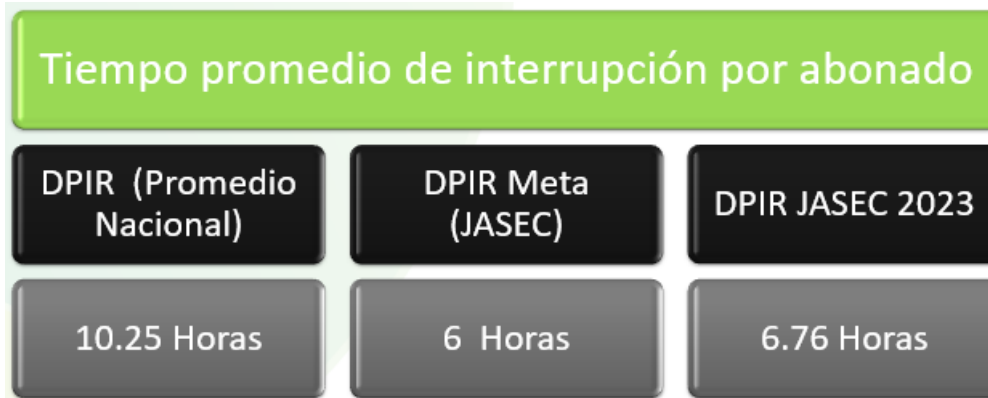 Tiempo promedio de interrupción por abonado
DPIR (Promedio
Nacional)
DPIR Meta
(JASEC)
DPIR JASEC 2023
10.25 Horas
6 Horas
6.76 Horas